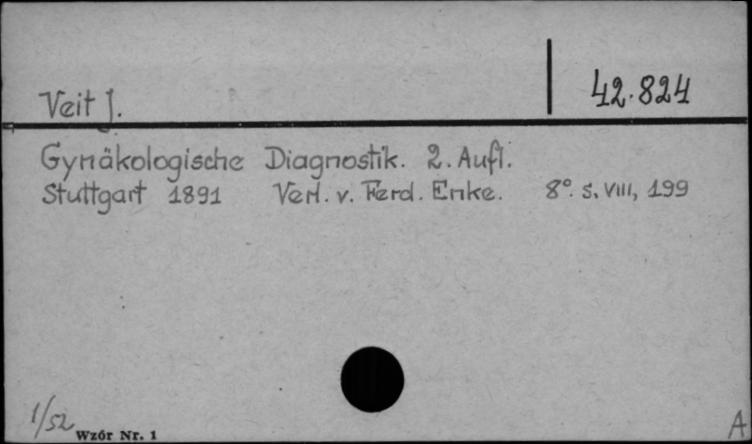 42.824
Veit J.
Gynäkologische Diagnostik. 2. Aufl.
Stuttgart 1891 Verl. v. Ferd. Enke. 8°. S. VIII, 199
1/52
Wzór Nr. 1
A